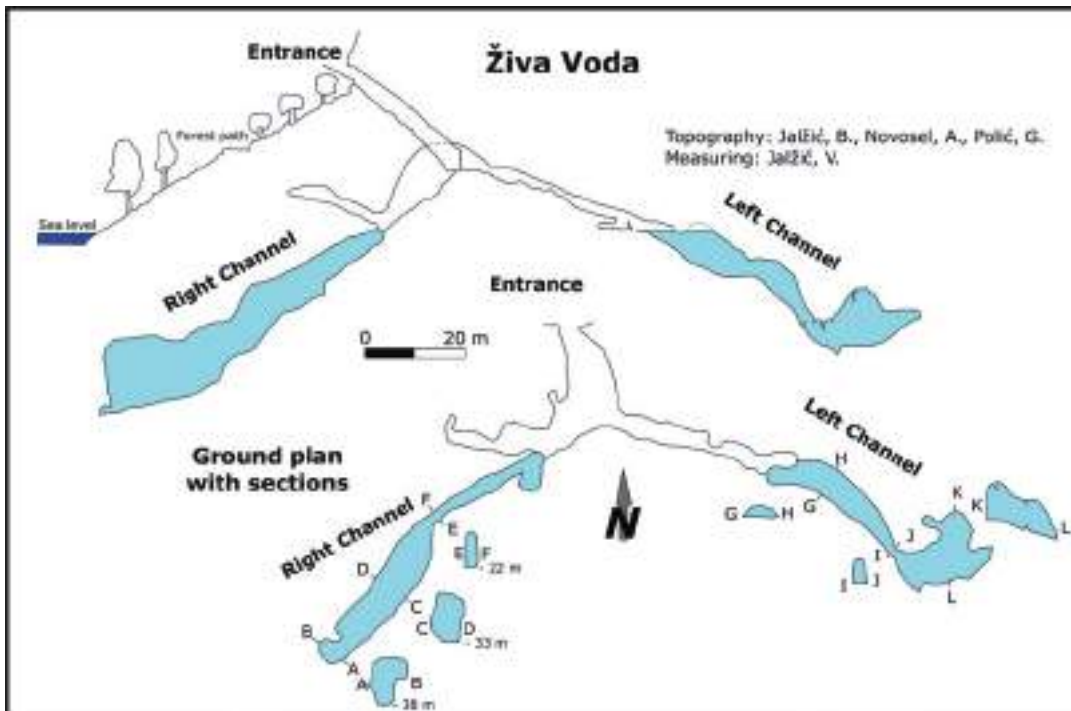 Živa Voda
Entrance
Topography: Jalžić, B., Novosel, A., Polić, G.
Measuring: Jalžić, V.
Forest path
Sea level
Right Channel
Left Channel
Entrance
0 20 m
Ground plan
with sections
Left Channel
Right Channel
N
H
G
G H
K
K
L
J
I
J
L
F
E
E F
- 22 m
D
C
C D
- 33 m
B
A
A B
- 38 m